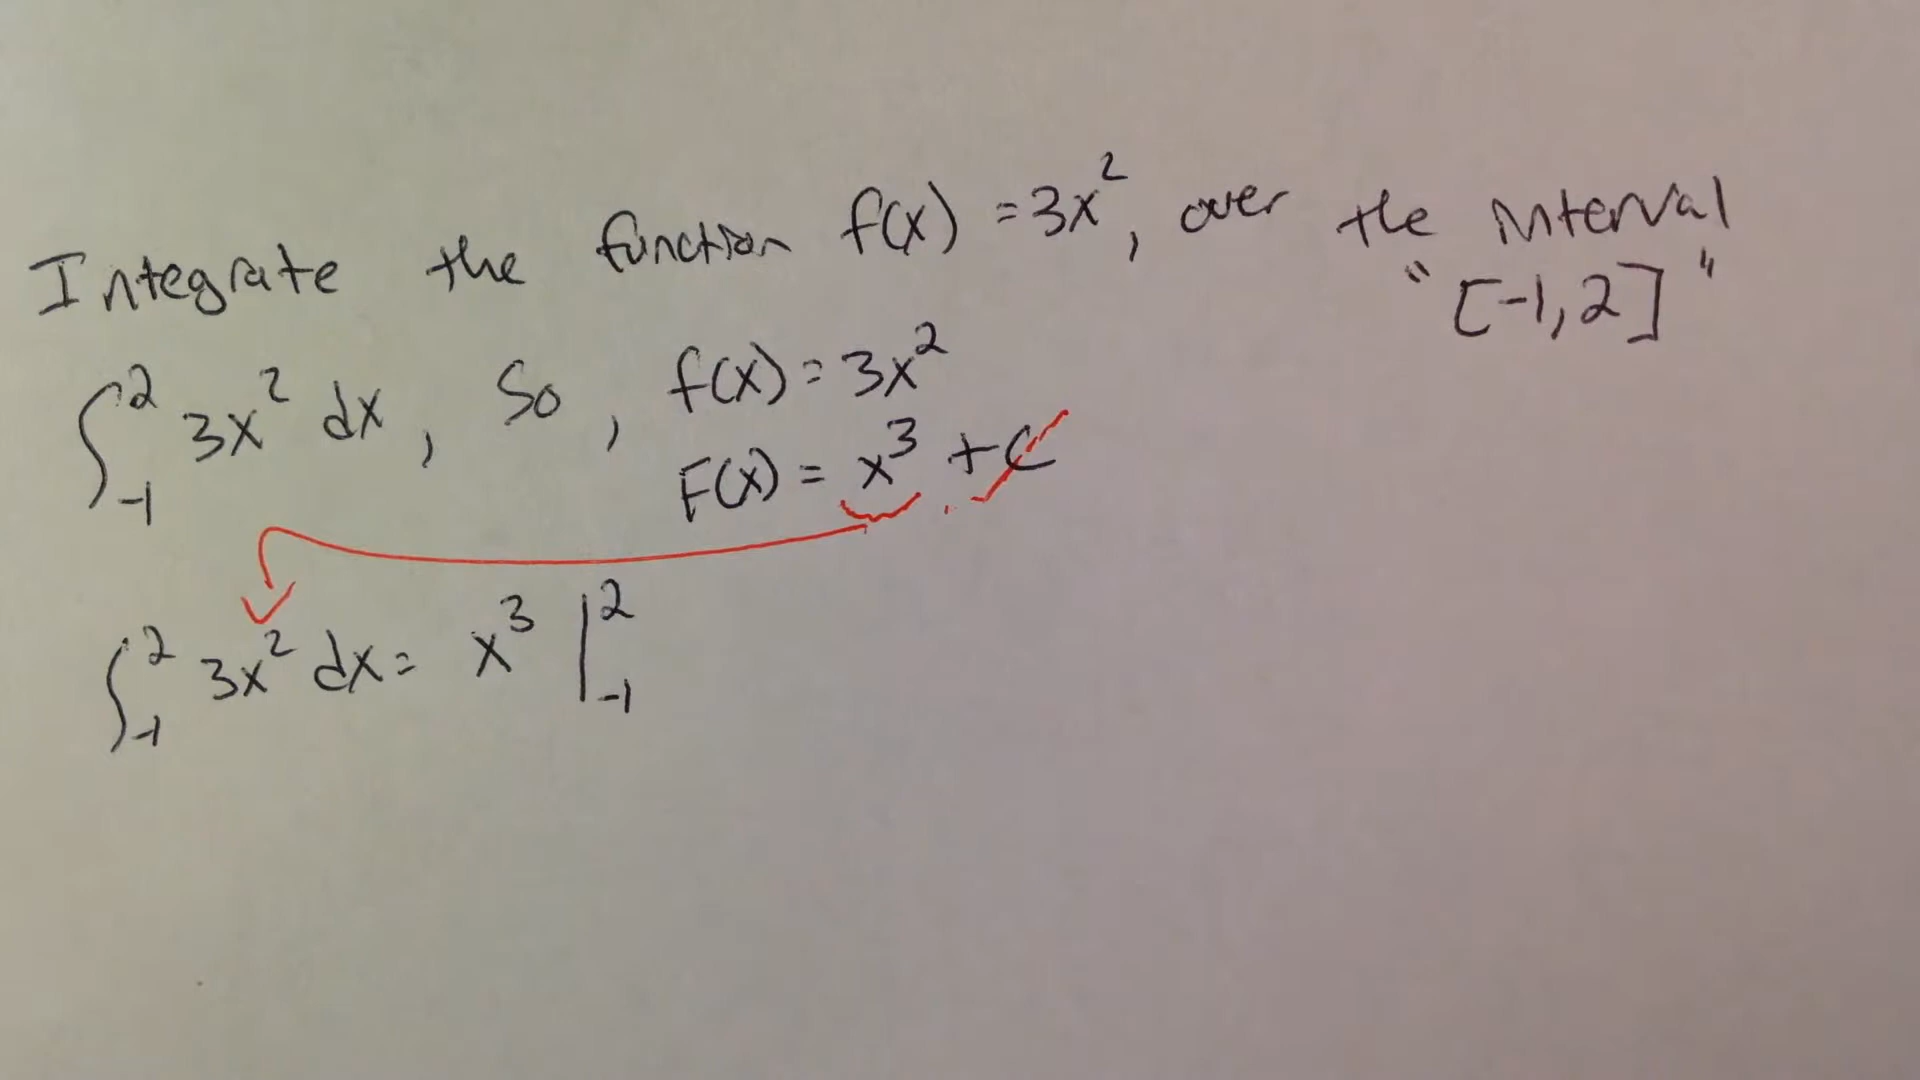 Integrate the function f(x) = 3x², over the interval
"[-1,2]"
∫₋₁² 3x² dx, So, f(x) = 3x²
F(x) = x³ + C
∫₋₁² 3x² dx = x³ |₋₁²